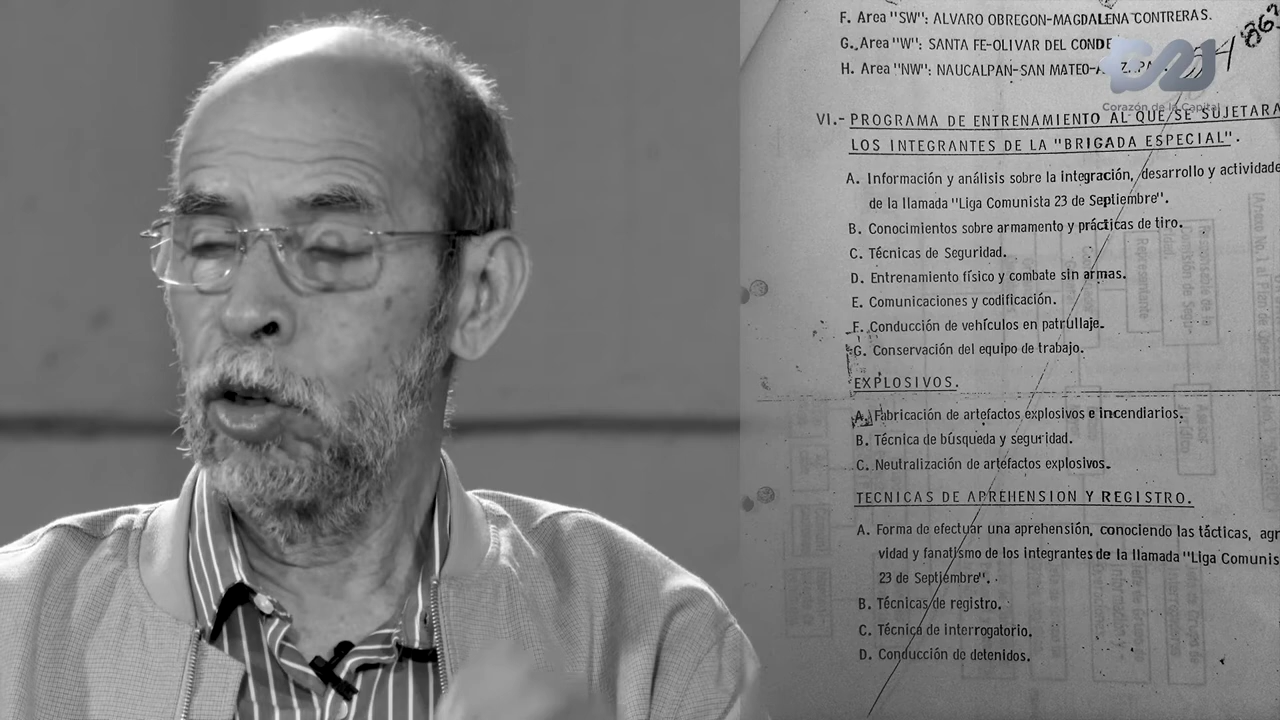 F. Area "SW": ALVARO OBREGON-MAGDALENA CONTRERAS.
G. Area "W": SANTA FE-OLIVAR DEL CONDE
H. Area "NW": NAUCALPAN-SAN MATEO-
863
21
Corazón de la Capital
VI.- PROGRAMA DE ENTRENAMIENTO AL QUE SE SUJETARA
LOS INTEGRANTES DE LA "BRIGADA ESPECIAL".
A. Información y análisis sobre la integración, desarrollo y actividade
de la llamada "Liga Comunista 23 de Septiembre".
B. Conocimientos sobre armamento y prácticas de tiro.
C. Técnicas de Seguridad.
D. Entrenamiento físico y combate sin armas.
E. Comunicaciones y codificación.
F. Conducción de vehículos en patrullaje.
G. Conservación del equipo de trabajo.
EXPLOSIVOS.
A. Fabricación de artefactos explosivos e incendiarios.
B. Técnica de búsqueda y seguridad.
C. Neutralización de artefactos explosivos.
TECNICAS DE APREHENSION Y REGISTRO.
A. Forma de efectuar una aprehensión, conociendo las tácticas, agr
vidad y fanatismo de los integrantes de la llamada "Liga Comunis
23 de Septiembre".
B. Técnicas de registro.
C. Técnica de interrogatorio.
D. Conducción de detenidos.